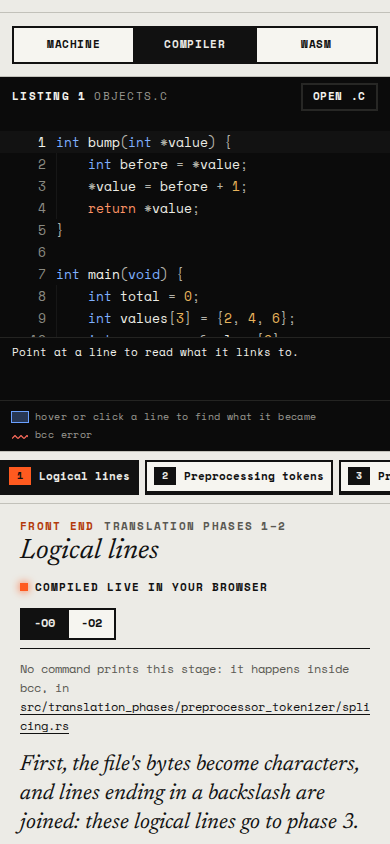 MACHINE COMPILER WASM
LISTING 1 OBJECTS.C OPEN .C
1 int bump(int *value) {
2 int before = *value;
3 *value = before + 1;
4 return *value;
5 }
6
7 int main(void) {
8 int total = 0;
9 int values[3] = {2, 4, 6};
Point at a line to read what it links to.
hover or click a line to find what it became
bcc error
1 Logical lines 2 Preprocessing tokens 3
FRONT END TRANSLATION PHASES 1–2
Logical lines
COMPILED LIVE IN YOUR BROWSER
-O0 -O2
No command prints this stage: it happens inside
bcc, in
src/translation_phases/preprocessor_tokenizer/spli
cing.rs
First, the file's bytes become characters,
and lines ending in a backslash are
joined: these logical lines go to phase 3.